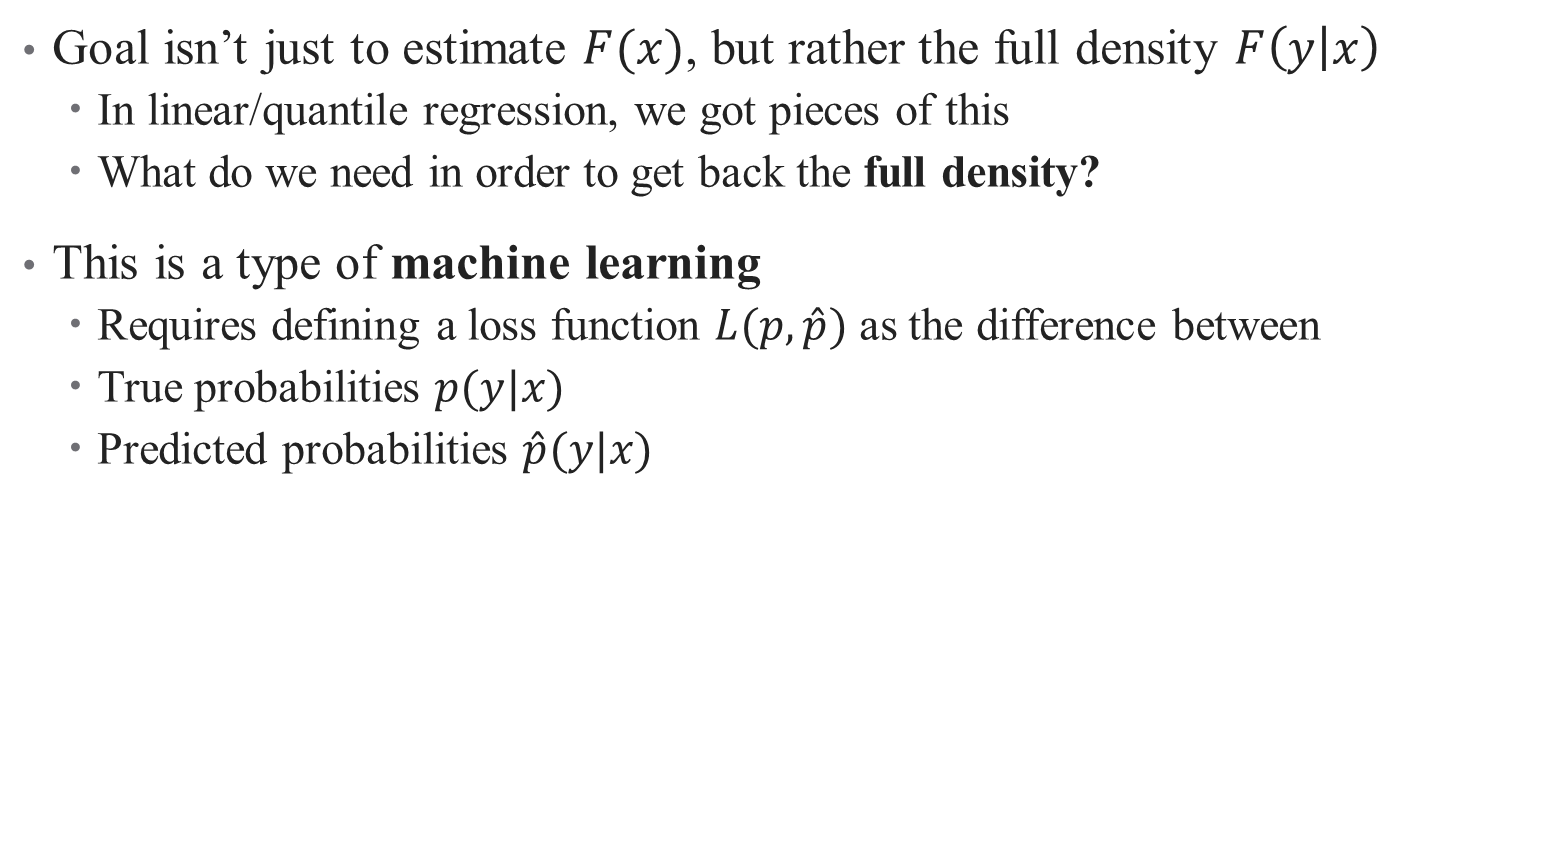 • Goal isn’t just to estimate 𝐹(𝑥), but rather the full density 𝐹(𝑦|𝑥)
• In linear/quantile regression, we got pieces of this
• What do we need in order to get back the full density?
• This is a type of machine learning
• Requires defining a loss function 𝐿(𝑝, 𝑝̂) as the difference between
• True probabilities 𝑝(𝑦|𝑥)
• Predicted probabilities 𝑝̂(𝑦|𝑥)